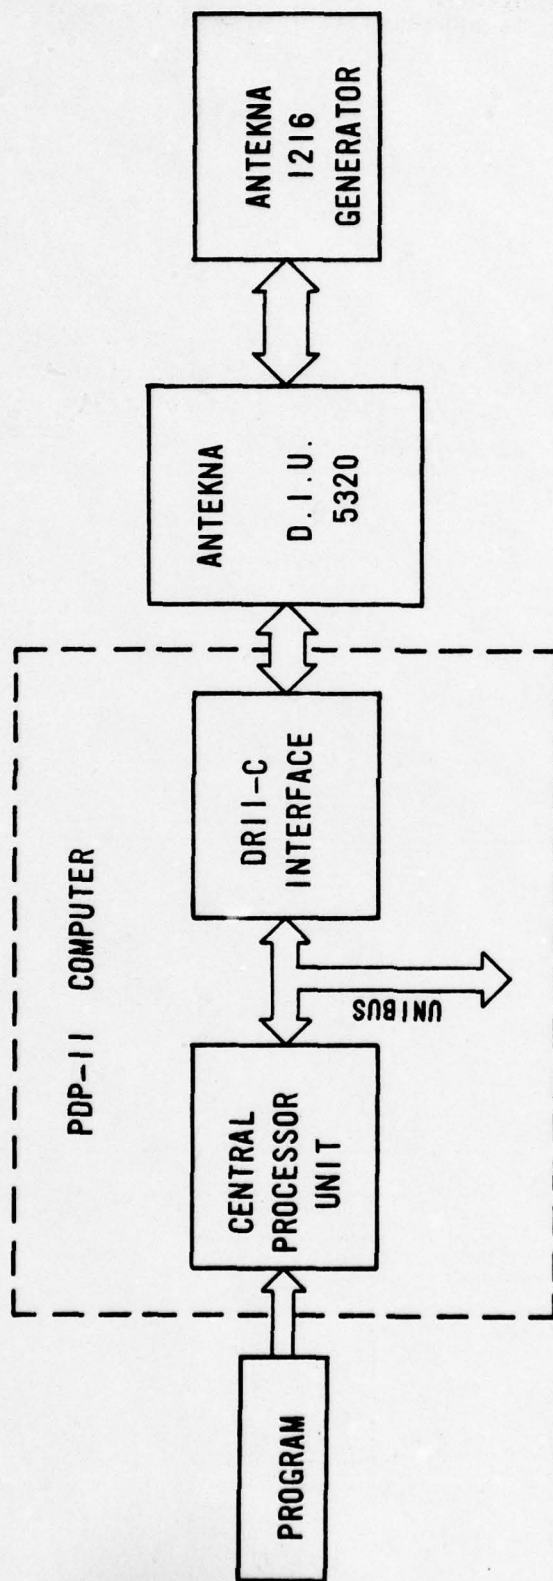 PROGRAM
PDP-11 COMPUTER
CENTRAL
PROCESSOR
UNIT
UNIBUS
DR11-C
INTERFACE
ANTEKNA
D.I.U.
5320
ANTEKNA
1216
GENERATOR